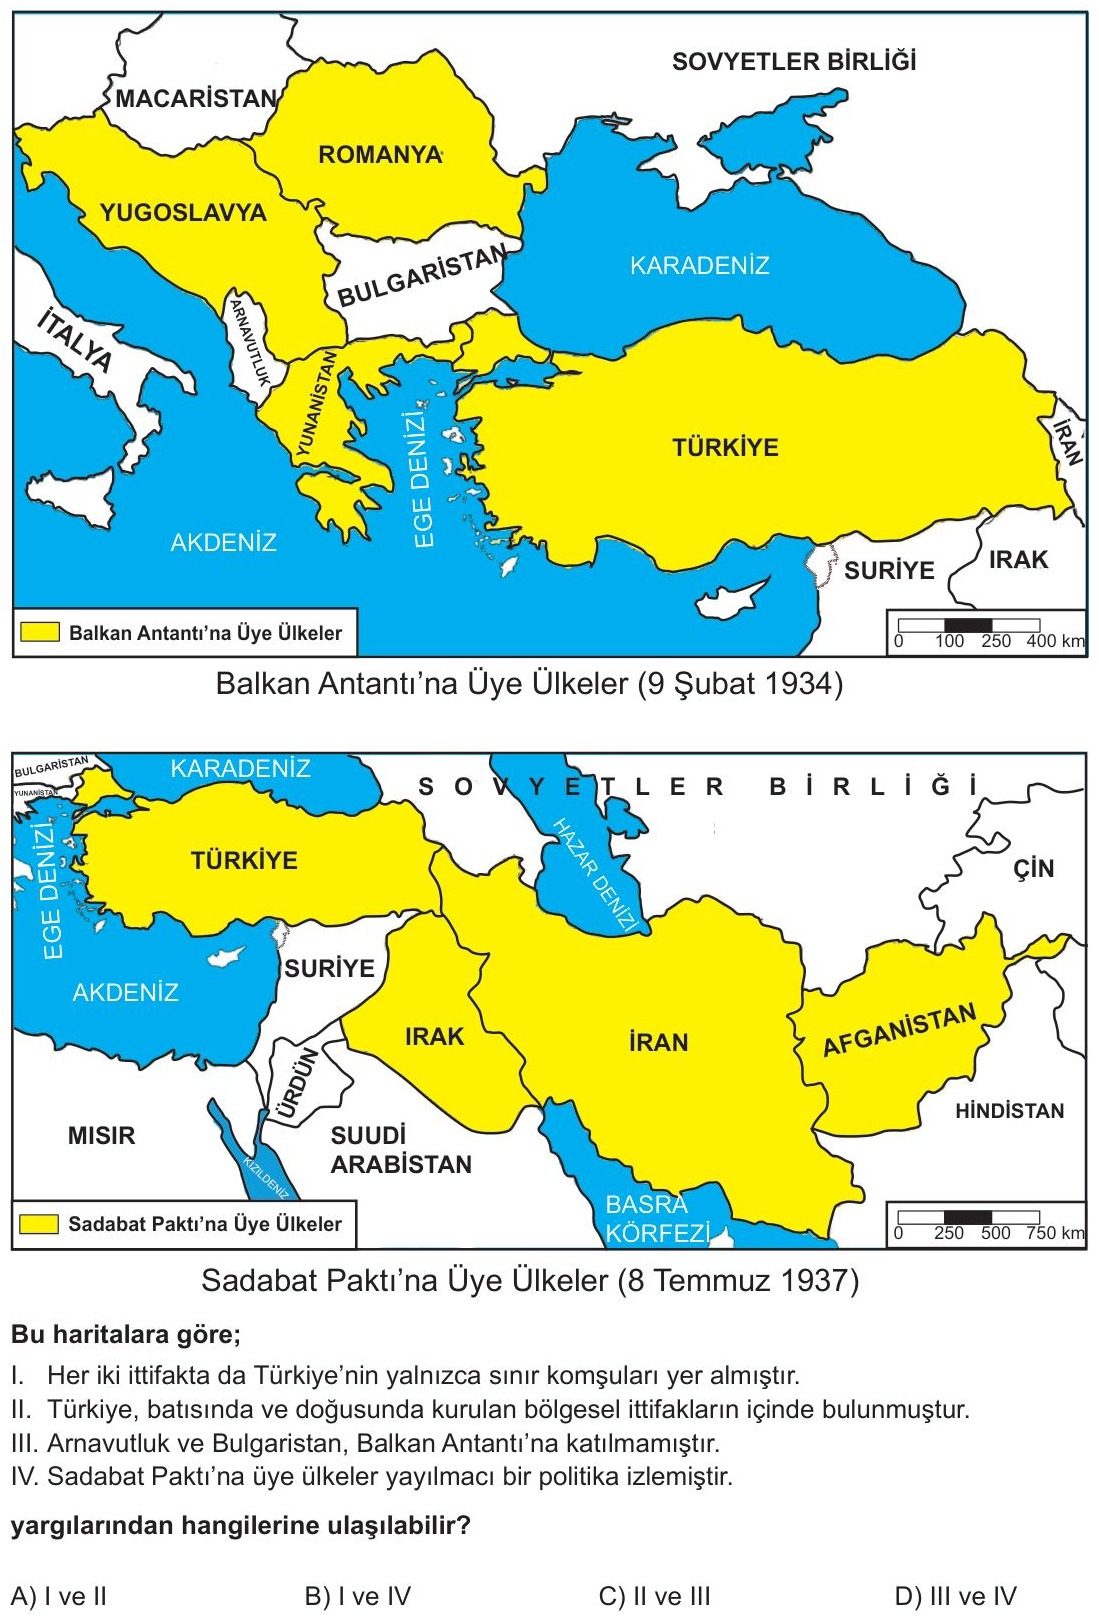 SOVYETLER BİRLİĞİ
MACARİSTAN
ROMANYA
YUGOSLAVYA
BULGARİSTAN
KARADENİZ
ARNAVUTLUK
İTALYA
YUNANİSTAN
EGE DENİZİ
TÜRKİYE
İRAN
AKDENİZ
SURİYE
IRAK
Balkan Antantı’na Üye Ülkeler
0 100 250 400 km
Balkan Antantı’na Üye Ülkeler (9 Şubat 1934)
BULGARİSTAN
KARADENİZ
SOVYETLER BİRLİĞİ
YUNANİSTAN
EGE DENİZİ
HAZAR DENİZİ
TÜRKİYE
ÇİN
SURİYE
AKDENİZ
IRAK
İRAN
AFGANİSTAN
ÜRDÜN
HİNDİSTAN
MISIR
SUUDİ
ARABİSTAN
KIZILDENİZ
BASRA
KÖRFEZİ
Sadabat Paktı’na Üye Ülkeler
0 250 500 750 km
Sadabat Paktı’na Üye Ülkeler (8 Temmuz 1937)
Bu haritalara göre;
I. Her iki ittifakta da Türkiye’nin yalnızca sınır komşuları yer almıştır.
II. Türkiye, batısında ve doğusunda kurulan bölgesel ittifakların içinde bulunmuştur.
III. Arnavutluk ve Bulgaristan, Balkan Antantı’na katılmamıştır.
IV. Sadabat Paktı’na üye ülkeler yayılmacı bir politika izlemiştir.
yargılarından hangilerine ulaşılabilir?
A) I ve II B) I ve IV C) II ve III D) III ve IV